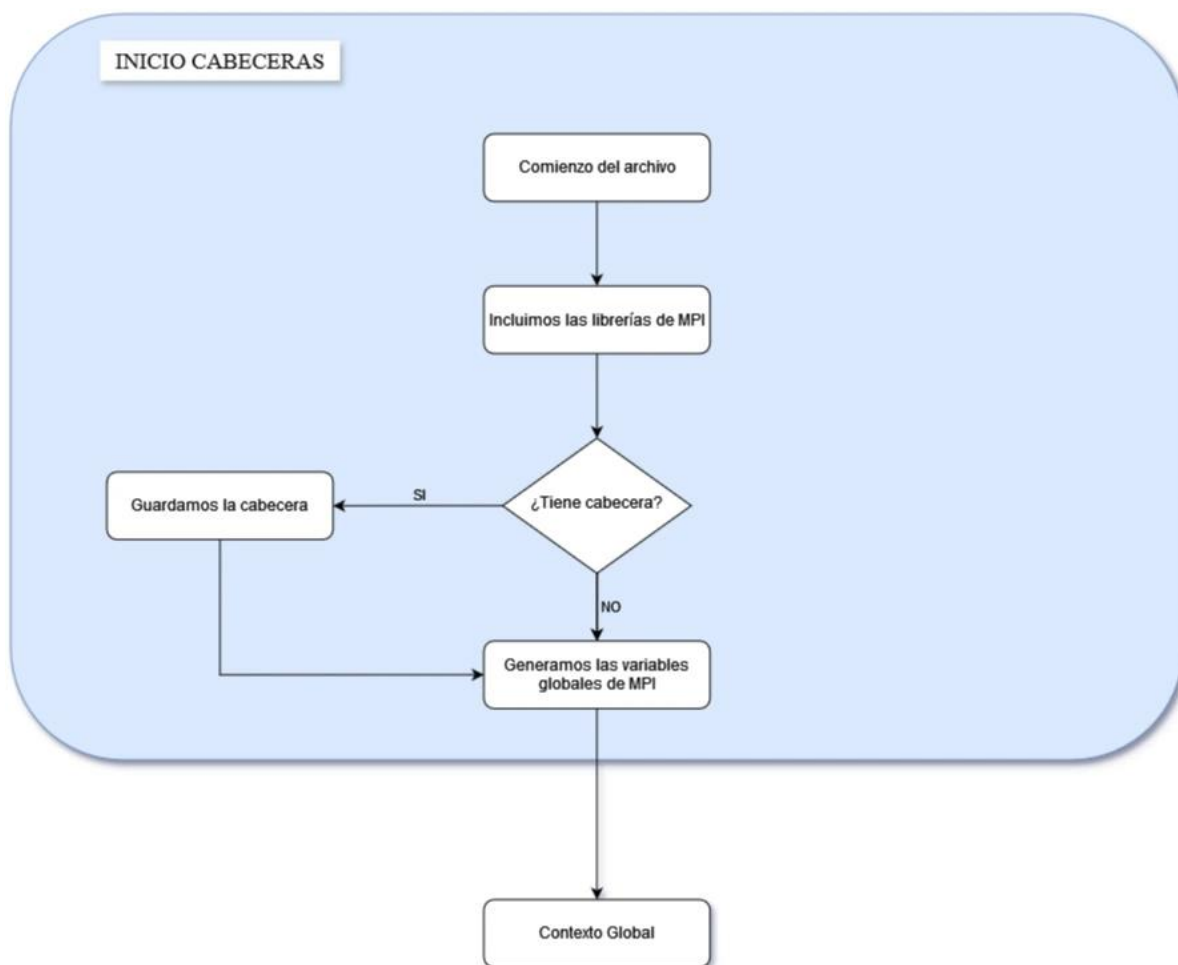 INICIO CABECERAS
Comienzo del archivo
Incluimos las librerías de MPI
¿Tiene cabecera?
SI
Guardamos la cabecera
NO
Generamos las variables
globales de MPI
Contexto Global